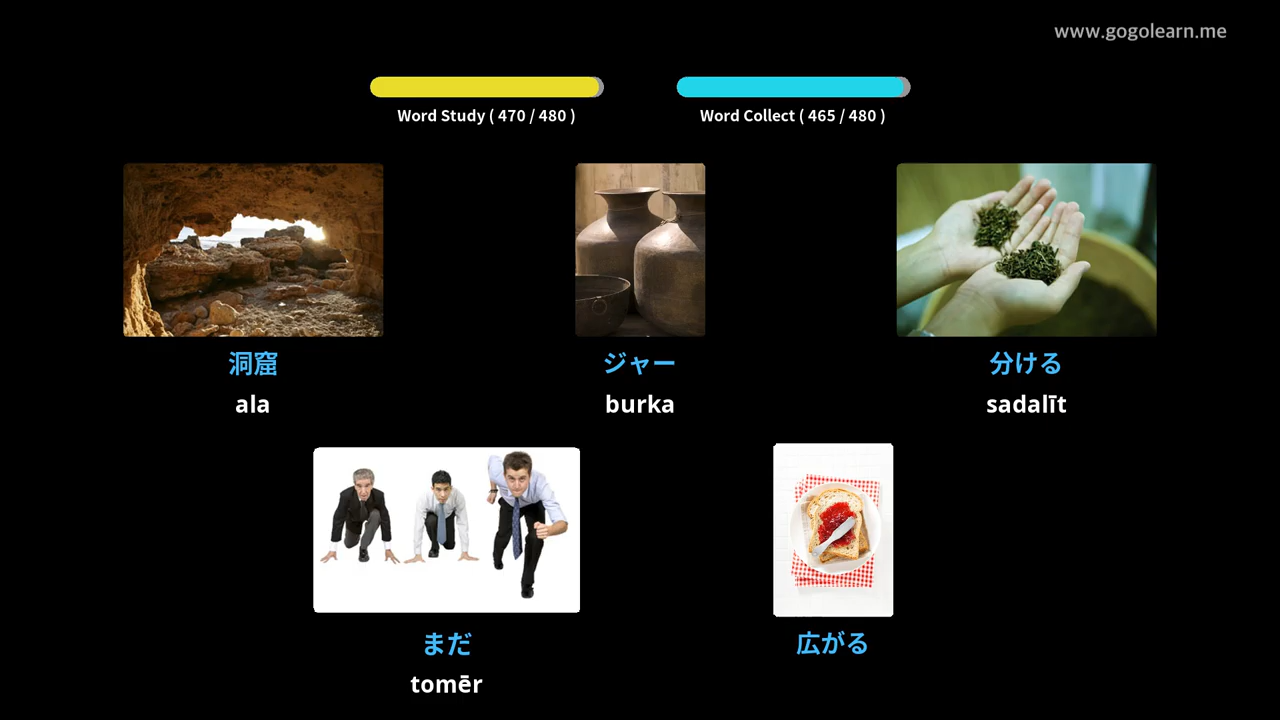 www.gogolearn.me
Word Study ( 470 / 480 )
Word Collect ( 465 / 480 )
洞窟
ala
ジャー
burka
分ける
sadalīt
まだ
tomēr
広がる